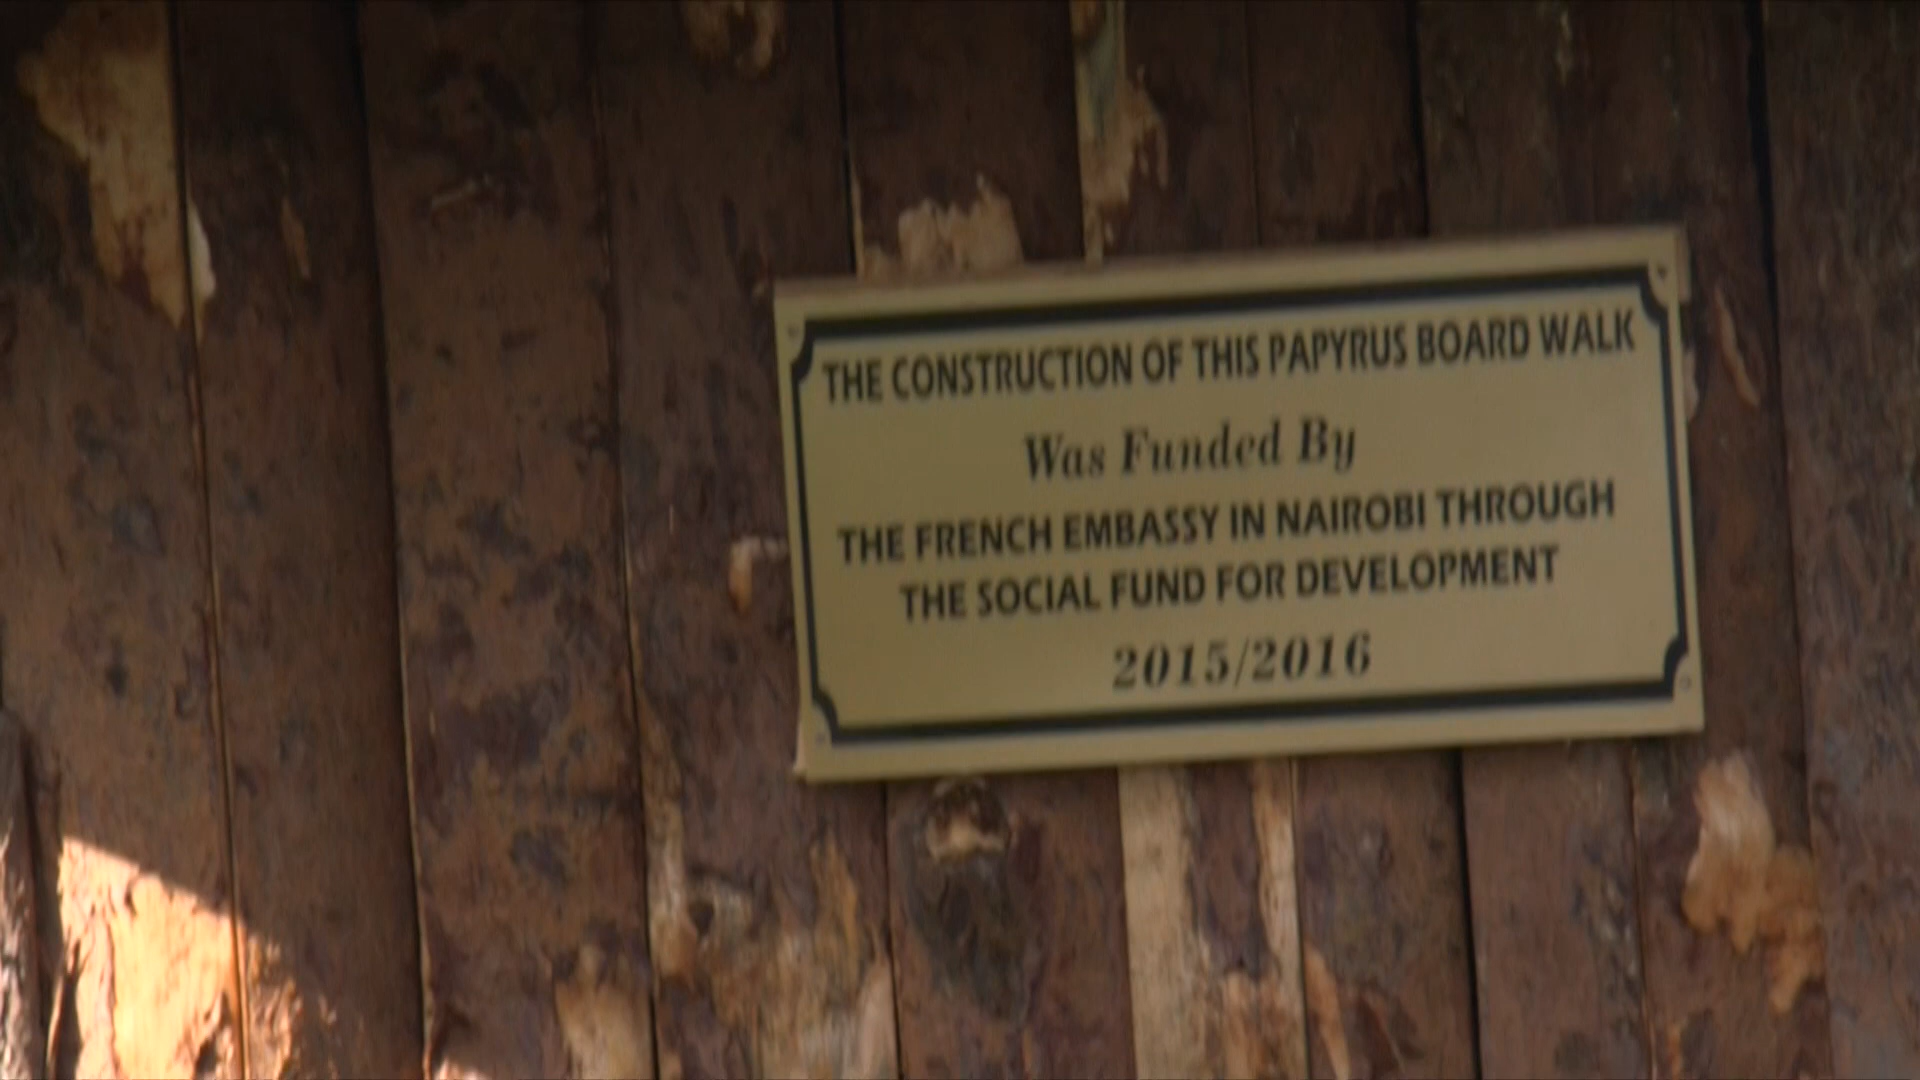 THE CONSTRUCTION OF THIS PAPYRUS BOARD WALK
Was Funded By
THE FRENCH EMBASSY IN NAIROBI THROUGH
THE SOCIAL FUND FOR DEVELOPMENT
2015/2016